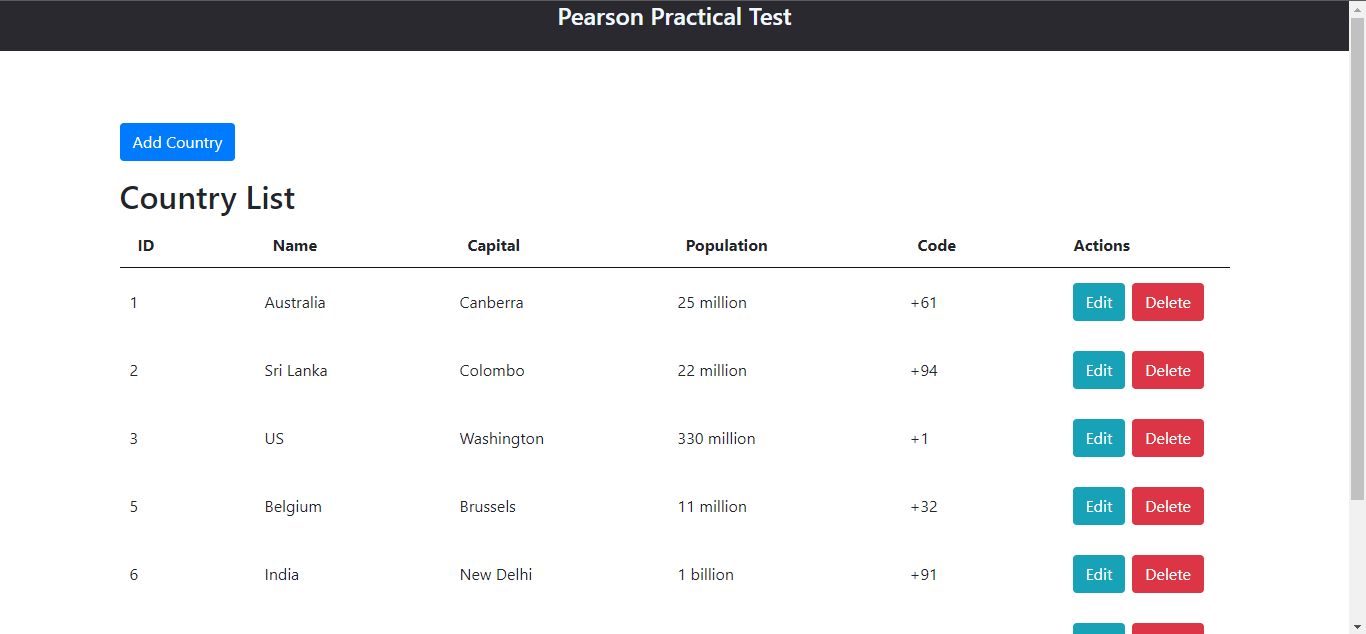 Pearson Practical Test
Add Country
Country List
ID Name Capital Population Code Actions
1 Australia Canberra 25 million +61 Edit Delete
2 Sri Lanka Colombo 22 million +94 Edit Delete
3 US Washington 330 million +1 Edit Delete
5 Belgium Brussels 11 million +32 Edit Delete
6 India New Delhi 1 billion +91 Edit Delete